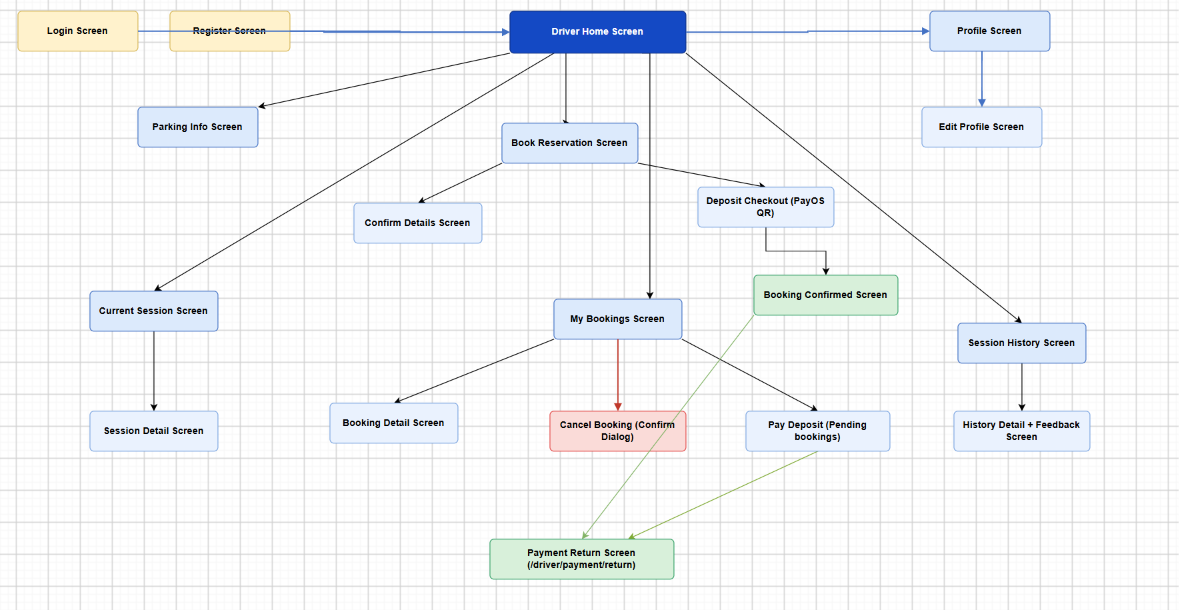 Login Screen
Register Screen
Driver Home Screen
Profile Screen
Parking Info Screen
Book Reservation Screen
Edit Profile Screen
Confirm Details Screen
Deposit Checkout (PayOS
QR)
Current Session Screen
My Bookings Screen
Booking Confirmed Screen
Session History Screen
Session Detail Screen
Booking Detail Screen
Cancel Booking (Confirm
Dialog)
Pay Deposit (Pending
bookings)
History Detail + Feedback
Screen
Payment Return Screen
(/driver/payment/return)